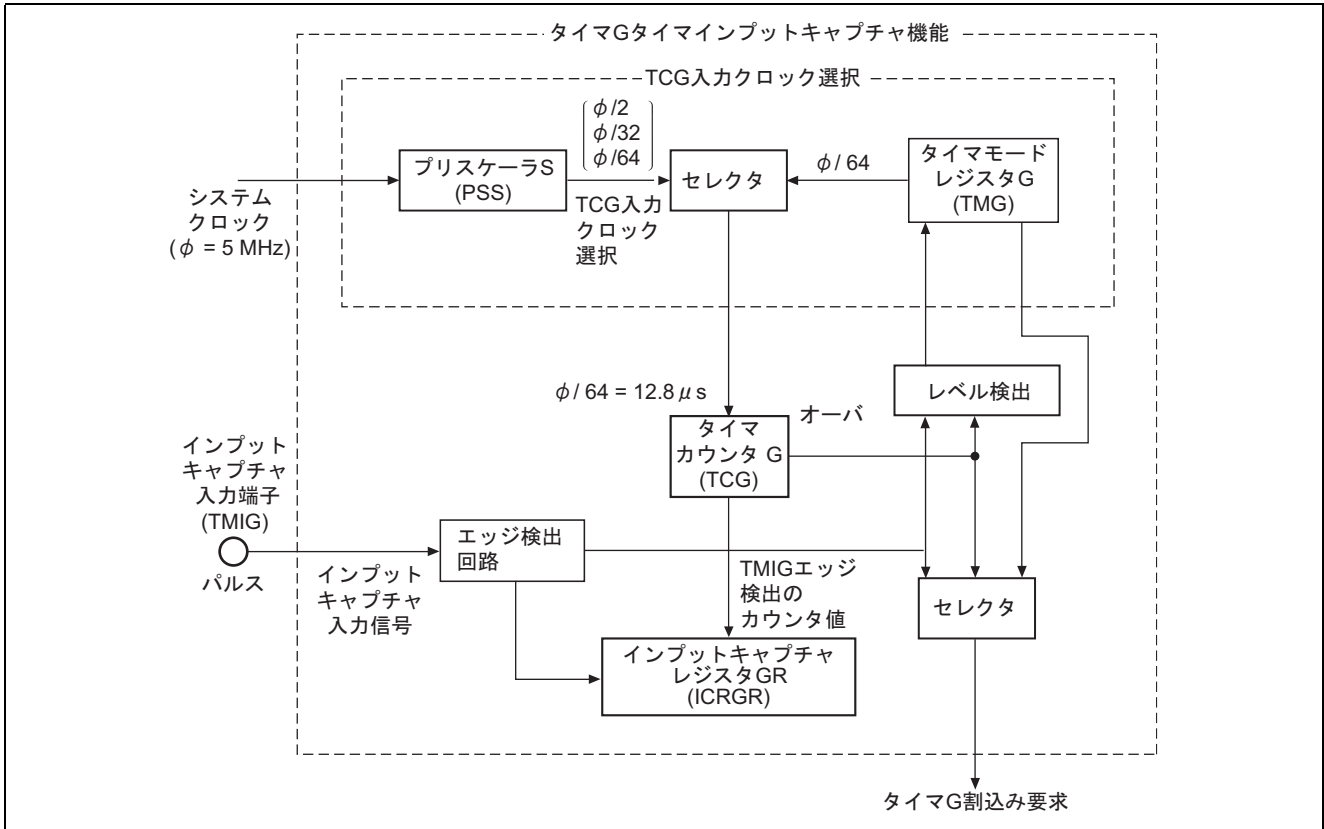 タイマGタイマインプットキャプチャ機能
TCG入力クロック選択
φ/2
φ/32
φ/64
プリスケーラS
(PSS)
セレクタ
φ/ 64
タイマモード
レジスタG
(TMG)
システム
クロック
(φ = 5 MHz)
TCG入力
クロック
選択
φ/ 64 = 12.8μs
オーバ
レベル検出
タイマ
カウンタ G
(TCG)
インプット
キャプチャ
入力端子
(TMIG)
パルス
インプット
キャプチャ
入力信号
エッジ検出
回路
TMIGエッジ
検出の
カウンタ値
セレクタ
インプットキャプチャ
レジスタGR
(ICRGR)
タイマG割込み要求